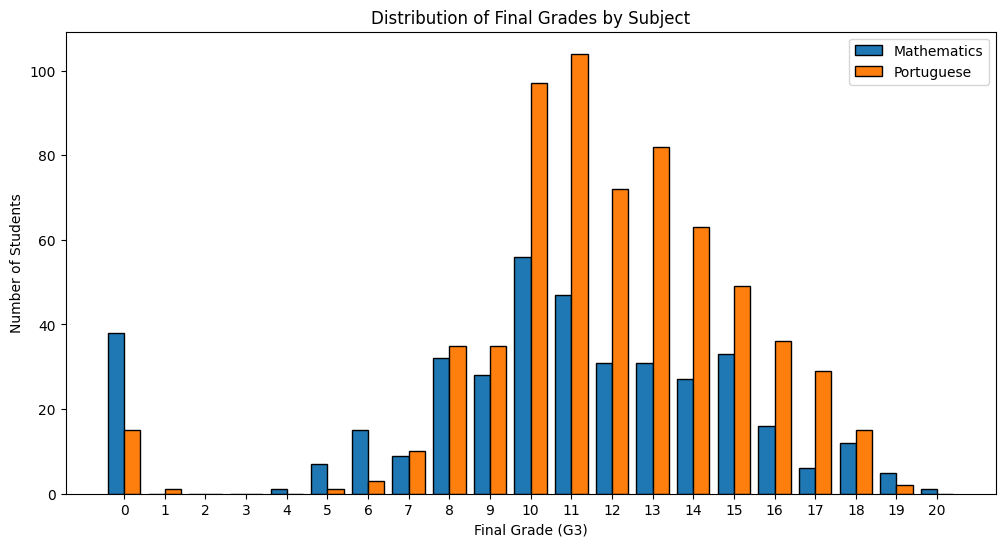 Distribution of Final Grades by Subject
Mathematics
Portuguese
100
80
60
40
20
0
Number of Students
0 1 2 3 4 5 6 7 8 9 10 11 12 13 14 15 16 17 18 19 20
Final Grade (G3)